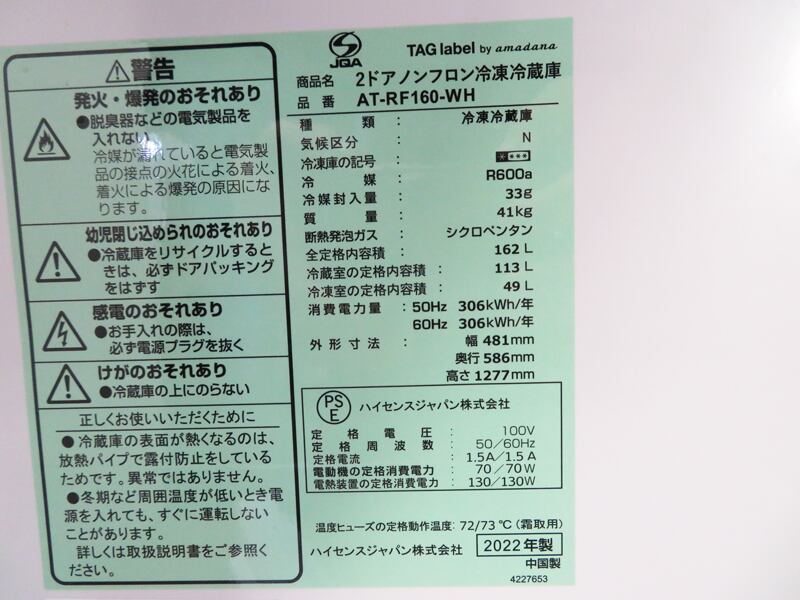 警告
発火・爆発のおそれあり
●脱臭器などの電気製品を
入れない
冷媒が漏れていると電気製
品の接点の火花による着火、
着火による爆発の原因にな
ります。
幼児閉じ込められのおそれあり
●冷蔵庫をリサイクルすると
きは、必ずドアパッキング
をはずす
感電のおそれあり
●お手入れの際は、
必ず電源プラグを抜く
けがのおそれあり
●冷蔵庫の上にのらない
正しくお使いいただくために
●冷蔵庫の表面が熱くなるのは、
放熱パイプで露付防止をしている
ためです。異常ではありません。
●冬期など周囲温度が低いとき電
源を入れても、すぐに運転しない
ことがあります。
詳しくは取扱説明書をご参照く
ださい。
JQA
TAG label by amadana
商品名 2ドアノンフロン冷凍冷蔵庫
品番 AT-RF160-WH
種類： 冷凍冷蔵庫
気候区分： N
冷凍庫の記号： ＊＊＊＊
冷媒： R600a
冷媒封入量： 33g
質量： 41kg
断熱発泡ガス： シクロペンタン
全定格内容積： 162 L
冷蔵室の定格内容積： 113 L
冷凍室の定格内容積： 49 L
消費電力量： 50Hz 306kWh/年
60Hz 306kWh/年
外形寸法： 幅 481mm
奥行 586mm
高さ 1277mm
PSE ハイセンスジャパン株式会社
定格電圧： 100V
定格周波数： 50/60Hz
定格電流： 1.5A/1.5A
電動機の定格消費電力： 70/70W
電熱装置の定格消費電力： 130/130W
温度ヒューズの定格動作温度：72/73℃(霜取用)
ハイセンスジャパン株式会社 2022年製
中国製
4227653